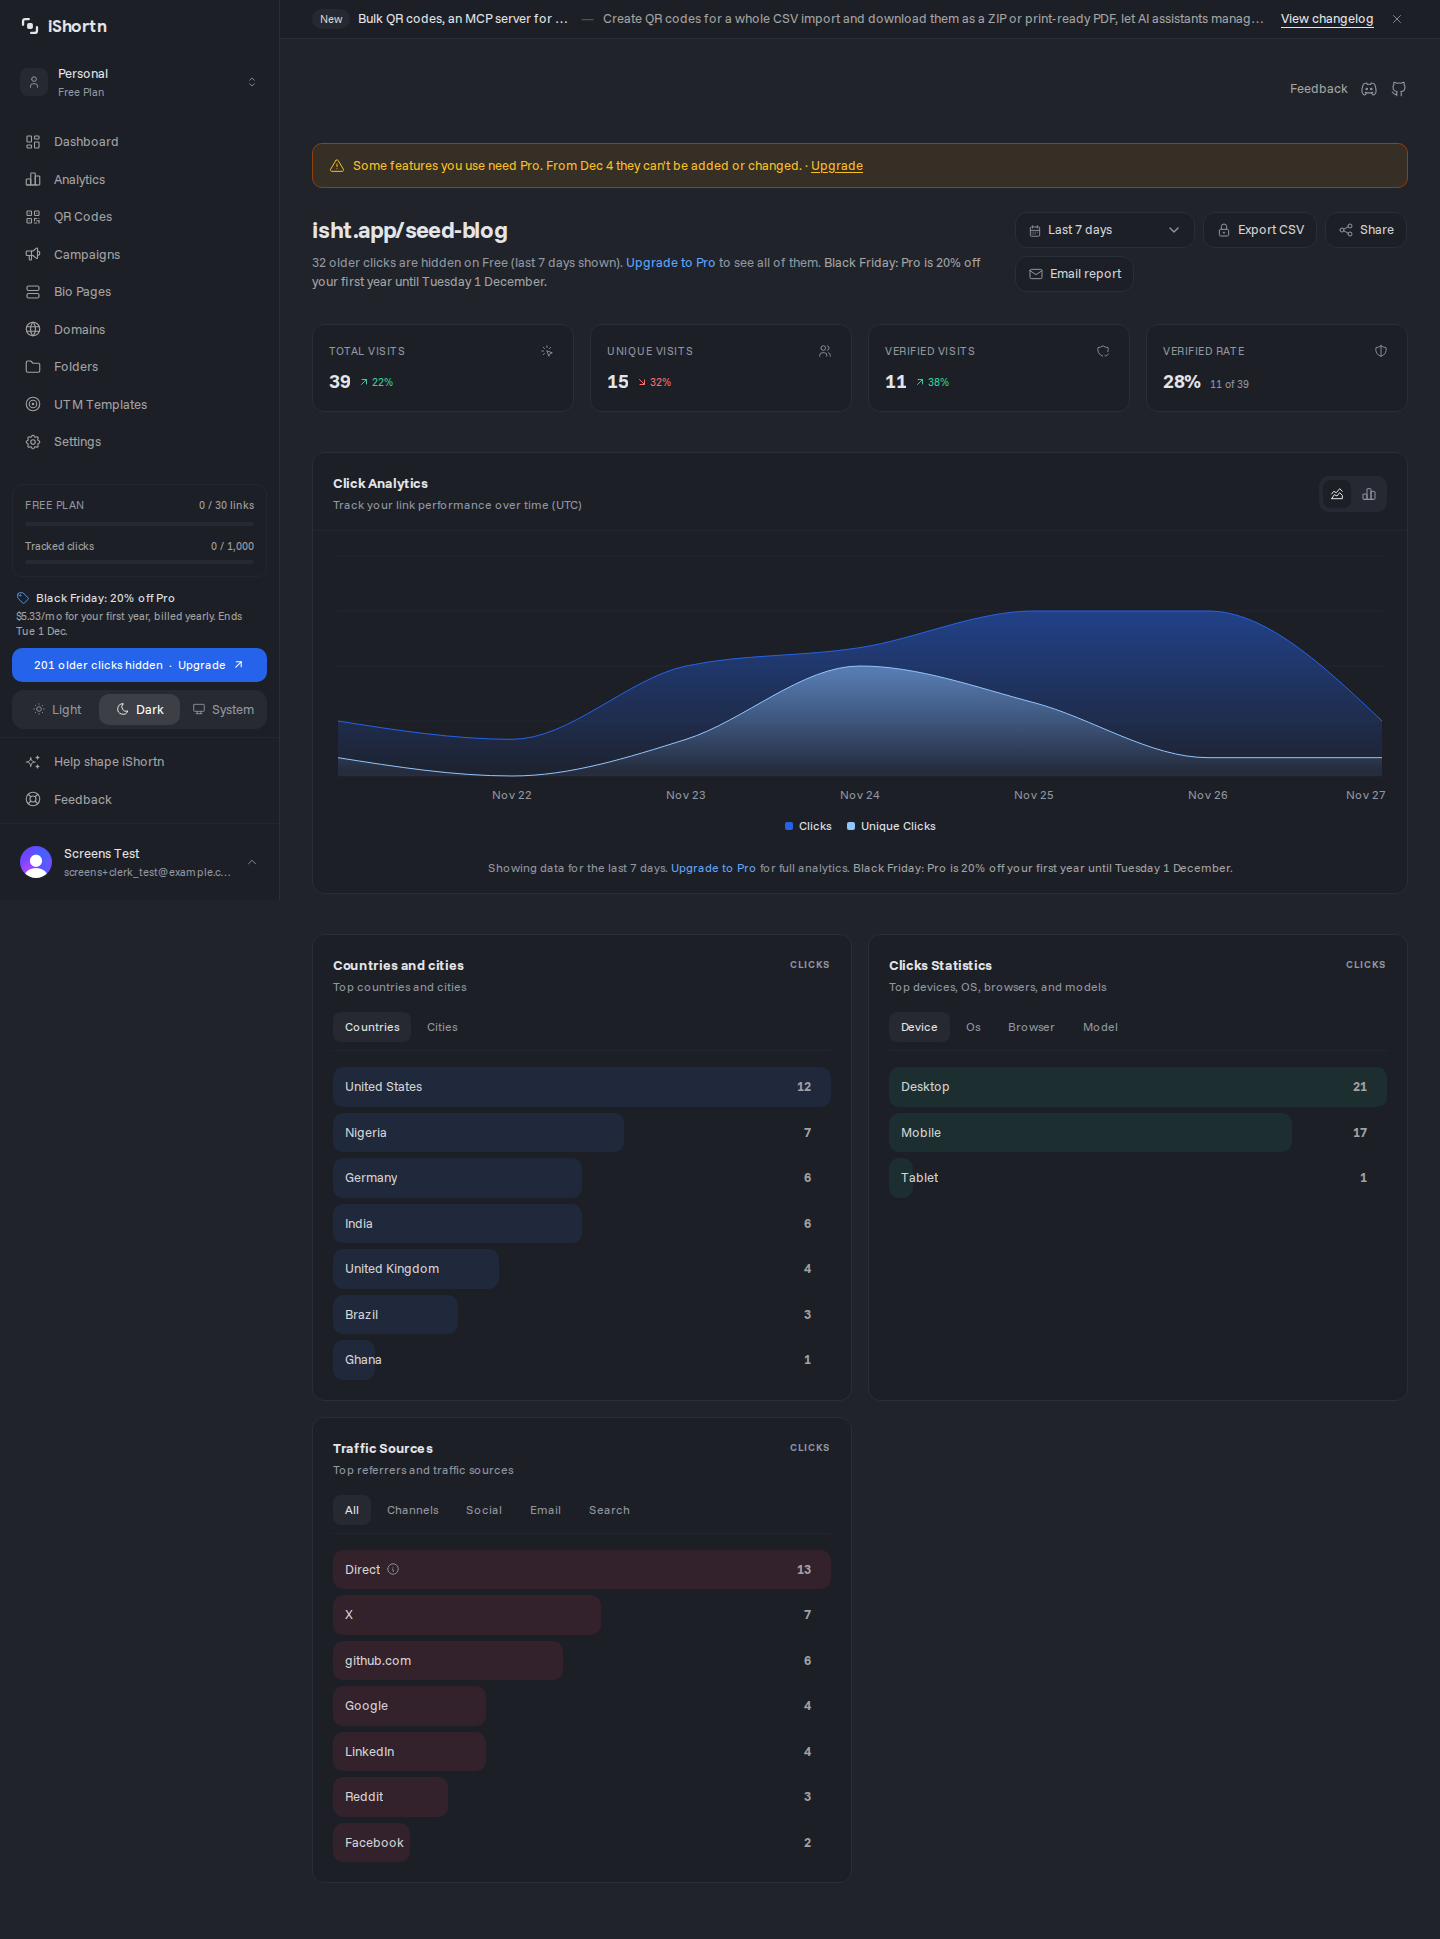 iShortn
Personal
Free Plan
Dashboard
Analytics
QR Codes
Campaigns
Bio Pages
Domains
Folders
UTM Templates
Settings
FREE PLAN 0 / 30 links
Tracked clicks 0 / 1,000
Black Friday: 20% off Pro
$5.33/mo for your first year, billed yearly. Ends
Tue 1 Dec.
201 older clicks hidden · Upgrade
Light Dark System
Help shape iShortn
Feedback
Screens Test
screens+clerk_test@example.c...
New Bulk QR codes, an MCP server for ... — Create QR codes for a whole CSV import and download them as a ZIP or print-ready PDF, let AI assistants manag... View changelog
Feedback
Some features you use need Pro. From Dec 4 they can't be added or changed. · Upgrade
isht.app/seed-blog
32 older clicks are hidden on Free (last 7 days shown). Upgrade to Pro to see all of them. Black Friday: Pro is 20% off
your first year until Tuesday 1 December.
Last 7 days Export CSV Share
Email report
TOTAL VISITS
39 22%
UNIQUE VISITS
15 32%
VERIFIED VISITS
11 38%
VERIFIED RATE
28% 11 of 39
Click Analytics
Track your link performance over time (UTC)
Nov 22 Nov 23 Nov 24 Nov 25 Nov 26 Nov 27
Clicks Unique Clicks
Showing data for the last 7 days. Upgrade to Pro for full analytics. Black Friday: Pro is 20% off your first year until Tuesday 1 December.
Countries and cities CLICKS
Top countries and cities
Countries Cities
United States 12
Nigeria 7
Germany 6
India 6
United Kingdom 4
Brazil 3
Ghana 1
Clicks Statistics CLICKS
Top devices, OS, browsers, and models
Device Os Browser Model
Desktop 21
Mobile 17
Tablet 1
Traffic Sources CLICKS
Top referrers and traffic sources
All Channels Social Email Search
Direct 13
X 7
github.com 6
Google 4
LinkedIn 4
Reddit 3
Facebook 2